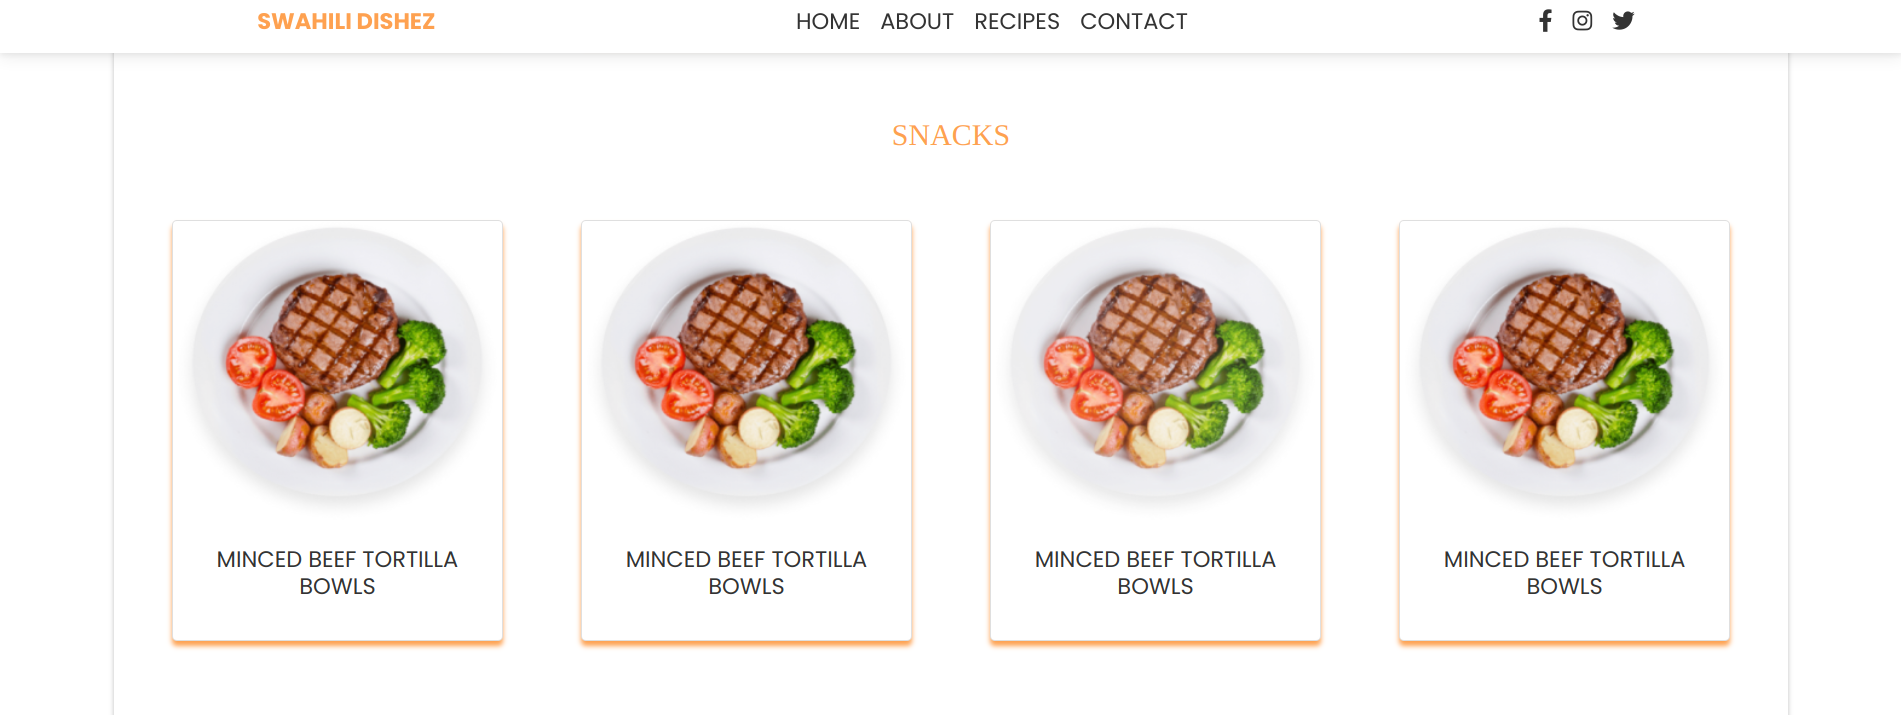 SWAHILI DISHEZ HOME ABOUT RECIPES CONTACT
SNACKS
MINCED BEEF TORTILLA
BOWLS
MINCED BEEF TORTILLA
BOWLS
MINCED BEEF TORTILLA
BOWLS
MINCED BEEF TORTILLA
BOWLS